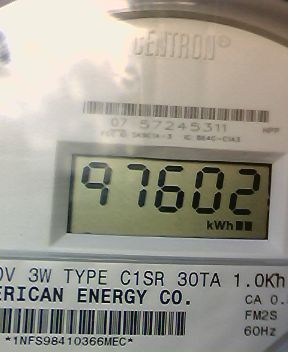 CENTRON®
07 57245311 HPP
97602
kWh
0V 3W TYPE C1SR 30TA 1.0Kh
ERICAN ENERGY CO.
CA 0.
FM2S
60Hz
*1NFS98410366MEC*